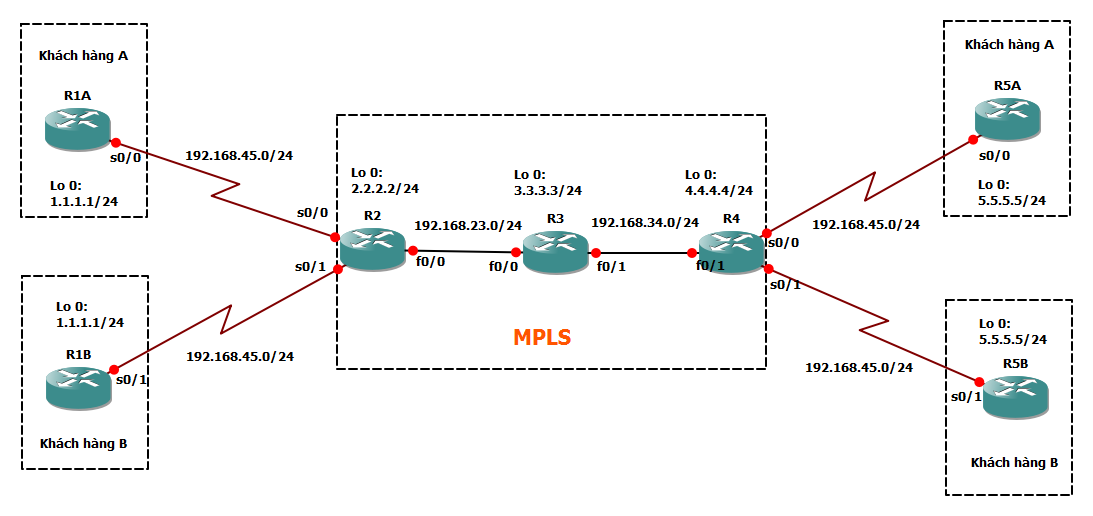 Khách hàng A
R1A
s0/0
Lo 0:
1.1.1.1/24
192.168.45.0/24
Lo 0:
1.1.1.1/24
R1B
s0/1
Khách hàng B
192.168.45.0/24
s0/0
s0/1
Lo 0:
2.2.2.2/24
R2
f0/0
192.168.23.0/24
Lo 0:
3.3.3.3/24
R3
f0/0
f0/1
192.168.34.0/24
Lo 0:
4.4.4.4/24
R4
f0/1
s0/0
s0/1
MPLS
192.168.45.0/24
Khách hàng A
R5A
s0/0
Lo 0:
5.5.5.5/24
192.168.45.0/24
Lo 0:
5.5.5.5/24
R5B
s0/1
Khách hàng B